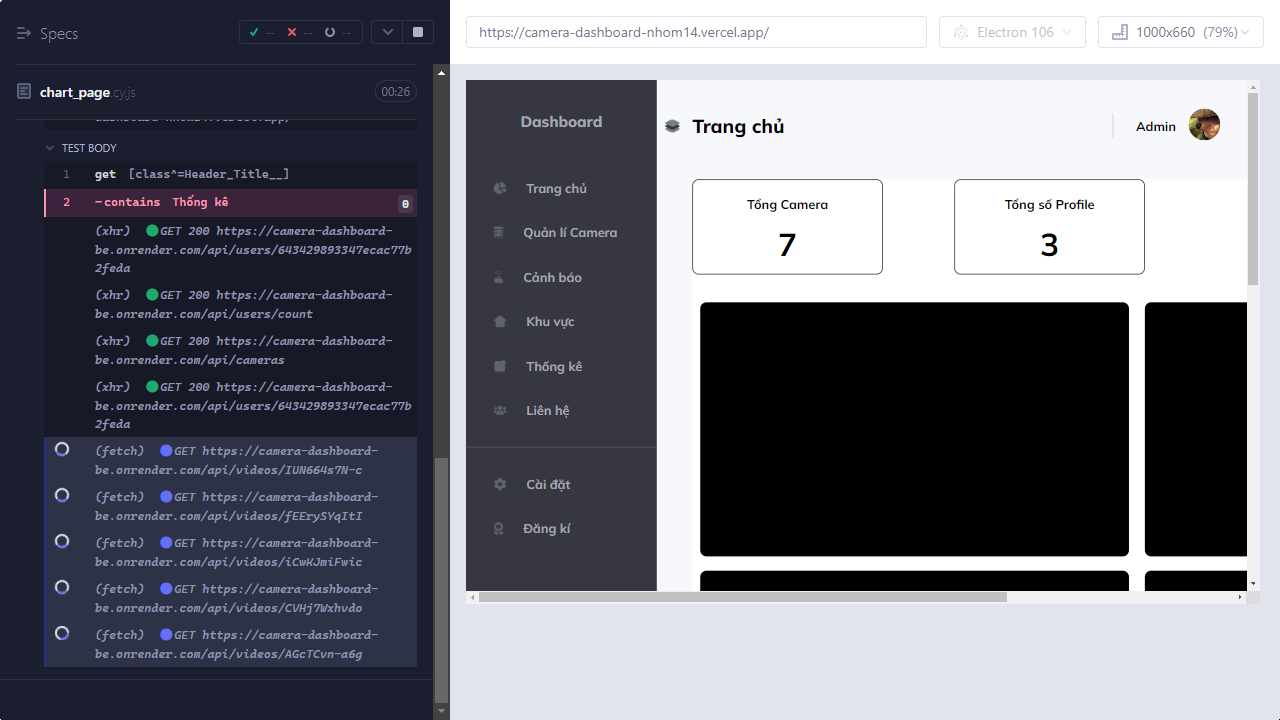 Specs
--
--
--
chart_page.cy.js
00:26
TEST BODY
1 get [class^=Header_Title__]
2 -contains Thống kê 0
(xhr) GET 200 https://camera-dashboard-
be.onrender.com/api/users/643429893347ecac77b
2feda
(xhr) GET 200 https://camera-dashboard-
be.onrender.com/api/users/count
(xhr) GET 200 https://camera-dashboard-
be.onrender.com/api/cameras
(xhr) GET 200 https://camera-dashboard-
be.onrender.com/api/users/643429893347ecac77b
2feda
(fetch) GET https://camera-dashboard-
be.onrender.com/api/videos/IUN664s7N-c
(fetch) GET https://camera-dashboard-
be.onrender.com/api/videos/fEErySYqItI
(fetch) GET https://camera-dashboard-
be.onrender.com/api/videos/iCwKJmiFwic
(fetch) GET https://camera-dashboard-
be.onrender.com/api/videos/CVHj7Wxhvdo
(fetch) GET https://camera-dashboard-
be.onrender.com/api/videos/AGcTCvn-a6g
https://camera-dashboard-nhom14.vercel.app/
Electron 106
1000x660 (79%)
Dashboard
Trang chủ
Quản lí Camera
Cảnh báo
Khu vực
Thống kê
Liên hệ
Cài đặt
Đăng kí
Trang chủ
Admin
Tổng Camera
7
Tổng số Profile
3